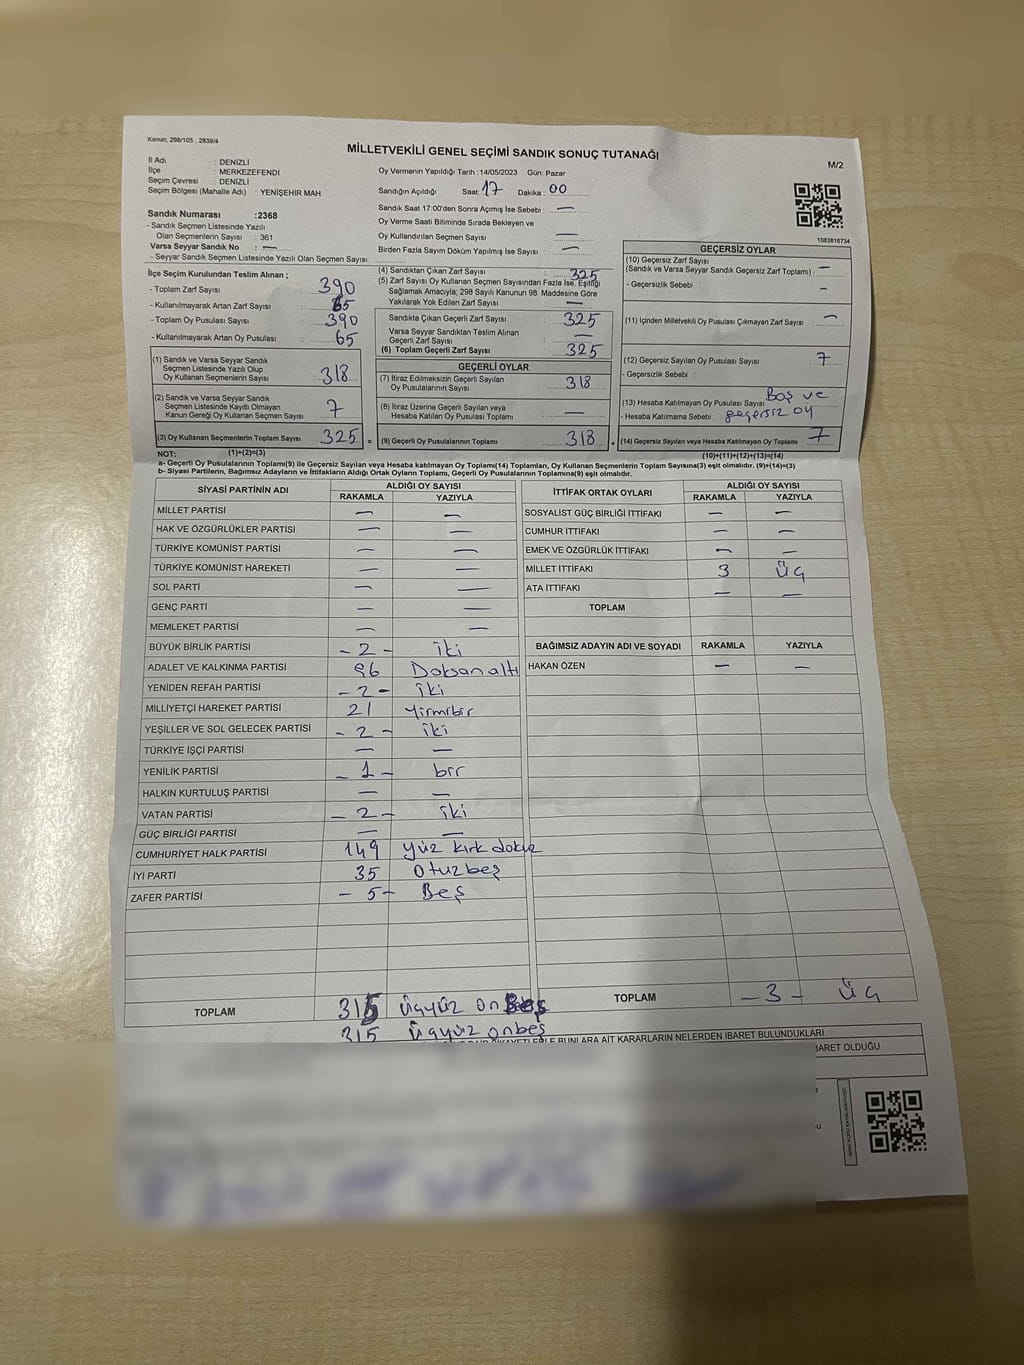 Kanun; 298/105 , 2839/4
MİLLETVEKİLİ GENEL SEÇİMİ SANDIK SONUÇ TUTANAĞI
M/2
İl Adı : DENİZLİ
İlçe : MERKEZEFENDİ
Seçim Çevresi : DENİZLİ
Seçim Bölgesi (Mahalle Adı) : YENİŞEHİR MAH.
Oy Vermenin Yapıldığı Tarih :14/05/2023 Gün: Pazar
Sandığın Açıldığı Saat: 17 Dakika: 00
Sandık Saat 17:00'den Sonra Açımış İse Sebebi : —
Oy Verme Saati Bitiminde Sırada Bekleyen ve
Oy Kullandırılan Seçmen Sayısı : —
Birden Fazla Sayım Döküm Yapılmış İse Sayısı : —
1083816734
Sandık Numarası :2368
- Sandık Seçmen Listesinde Yazılı
Olan Seçmenlerin Sayısı : 361
Varsa Seyyar Sandık No : —
- Seyyar Sandık Seçmen Listesinde Yazılı Olan Seçmen Sayısı:
İlçe Seçim Kurulundan Teslim Alınan ;
- Toplam Zarf Sayısı : 390
- Kullanılmayarak Artan Zarf Sayısı : 65
- Toplam Oy Pusulası Sayısı : 390
- Kullanılmayarak Artan Oy Pusulası : 65
(1) Sandık ve Varsa Seyyar Sandık
Seçmen Listesinde Yazılı Olup
Oy Kullanan Seçmenlerin Sayısı : 318
(2) Sandık ve Varsa Seyyar Sandık
Seçmen Listesinde Kayıtlı Olmayan
Kanun Gereği Oy Kullanan Seçmen Sayısı : 7
(3) Oy Kullanan Seçmenlerin Toplam Sayısı : 325 =
(4) Sandıktan Çıkan Zarf Sayısı : 325
(5) Zarf Sayısı Oy Kullanan Seçmen Sayısından Fazla İse, Eşitliği
Sağlamak Amacıyla; 298 Sayılı Kanunun 98. Maddesine Göre
Yakılarak Yok Edilen Zarf Sayısı : —
Sandıkta Çıkan Geçerli Zarf Sayısı : 325
Varsa Seyyar Sandıktan Teslim Alınan
Geçerli Zarf Sayısı : —
(6) Toplam Geçerli Zarf Sayısı : 325
GEÇERLİ OYLAR
(7) İtiraz Edilmeksizin Geçerli Sayılan
Oy Pusulalarının Sayısı : 318
(8) İtiraz Üzerine Geçerli Sayılan veya
Hesaba Katılan Oy Pusulası Toplamı : —
(9) Geçerli Oy Pusulalarının Toplamı : 318
GEÇERSİZ OYLAR
(10) Geçersiz Zarf Sayısı
(Sandık ve Varsa Seyyar Sandık Geçersiz Zarf Toplamı) : —
- Geçersizlik Sebebi : —
(11) İçinden Milletvekili Oy Pusulası Çıkmayan Zarf Sayısı : —
(12) Geçersiz Sayılan Oy Pusulası Sayısı : 7
- Geçersizlik Sebebi :
(13) Hesaba Katılmayan Oy Pusulası Sayısı : Boş ve
- Hesaba Katılmama Sebebi : geçersiz oy
(14) Geçersiz Sayılan veya Hesaba Katılmayan Oy Toplamı : 7
NOT: (1)+(2)=(3) (10)+(11)+(12)+(13)=(14)
a- Geçerli Oy Pusulalarının Toplamı(9) ile Geçersiz Sayılan veya Hesaba katılmayan Oy Toplamı(14) Toplamları, Oy Kullanan Seçmenlerin Toplam Sayısına(3) eşit olmalıdır. (9)+(14)=(3)
b- Siyasi Partilerin, Bağımsız Adayların ve İttifakların Aldığı Ortak Oyların Toplamı, Geçerli Oy Pusulalarının Toplamına(9) eşit olmalıdır.
SİYASİ PARTİNİN ADI ALDIĞI OY SAYISI
RAKAMLA YAZIYLA
MİLLET PARTİSİ — —
HAK VE ÖZGÜRLÜKLER PARTİSİ — —
TÜRKİYE KOMÜNİST PARTİSİ — —
TÜRKİYE KOMÜNİST HAREKETİ — —
SOL PARTİ — —
GENÇ PARTİ — —
MEMLEKET PARTİSİ — —
BÜYÜK BİRLİK PARTİSİ - 2 - iki
ADALET VE KALKINMA PARTİSİ 96 Doksan altı
YENİDEN REFAH PARTİSİ - 2 - iki
MİLLİYETÇİ HAREKET PARTİSİ 21 Yirmibir
YEŞİLLER VE SOL GELECEK PARTİSİ - 2 - iki
TÜRKİYE İŞÇİ PARTİSİ — —
YENİLİK PARTİSİ - 1 - bir
HALKIN KURTULUŞ PARTİSİ — —
VATAN PARTİSİ - 2 - iki
GÜÇ BİRLİĞİ PARTİSİ — —
CUMHURİYET HALK PARTİSİ 149 yüz kırk dokuz
İYİ PARTİ 35 Otuzbeş
ZAFER PARTİSİ - 5 - Beş
TOPLAM 315 üçyüz onBeş
315 üçyüz onbeş
İTTİFAK ORTAK OYLARI ALDIĞI OY SAYISI
RAKAMLA YAZIYLA
SOSYALİST GÜÇ BİRLİĞİ İTTİFAKI — —
CUMHUR İTTİFAKI — —
EMEK VE ÖZGÜRLÜK İTTİFAKI — —
MİLLET İTTİFAKI 3 Üç
ATA İTTİFAKI — —
TOPLAM
BAĞIMSIZ ADAYIN ADI VE SOYADI RAKAMLA YAZIYLA
HAKAN ÖZEN — —
TOPLAM - 3 - Üç
BUNLARA AİT KARARLARIN NELERDEN İBARET BULUNDUKLARI
İBARET OLDUĞU